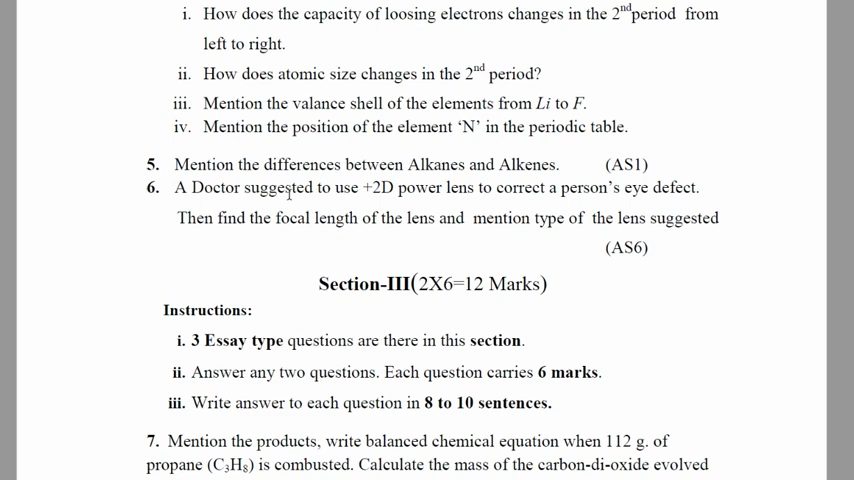 i. How does the capacity of loosing electrons changes in the 2nd period from
left to right.
ii. How does atomic size changes in the 2nd period?
iii. Mention the valance shell of the elements from Li to F.
iv. Mention the position of the element ‘N’ in the periodic table.
5. Mention the differences between Alkanes and Alkenes. (AS1)
6. A Doctor suggested to use +2D power lens to correct a person’s eye defect.
Then find the focal length of the lens and mention type of the lens suggested
(AS6)
Section-III(2X6=12 Marks)
Instructions:
i. 3 Essay type questions are there in this section.
ii. Answer any two questions. Each question carries 6 marks.
iii. Write answer to each question in 8 to 10 sentences.
7. Mention the products, write balanced chemical equation when 112 g. of
propane (C3H8) is combusted. Calculate the mass of the carbon-di-oxide evolved